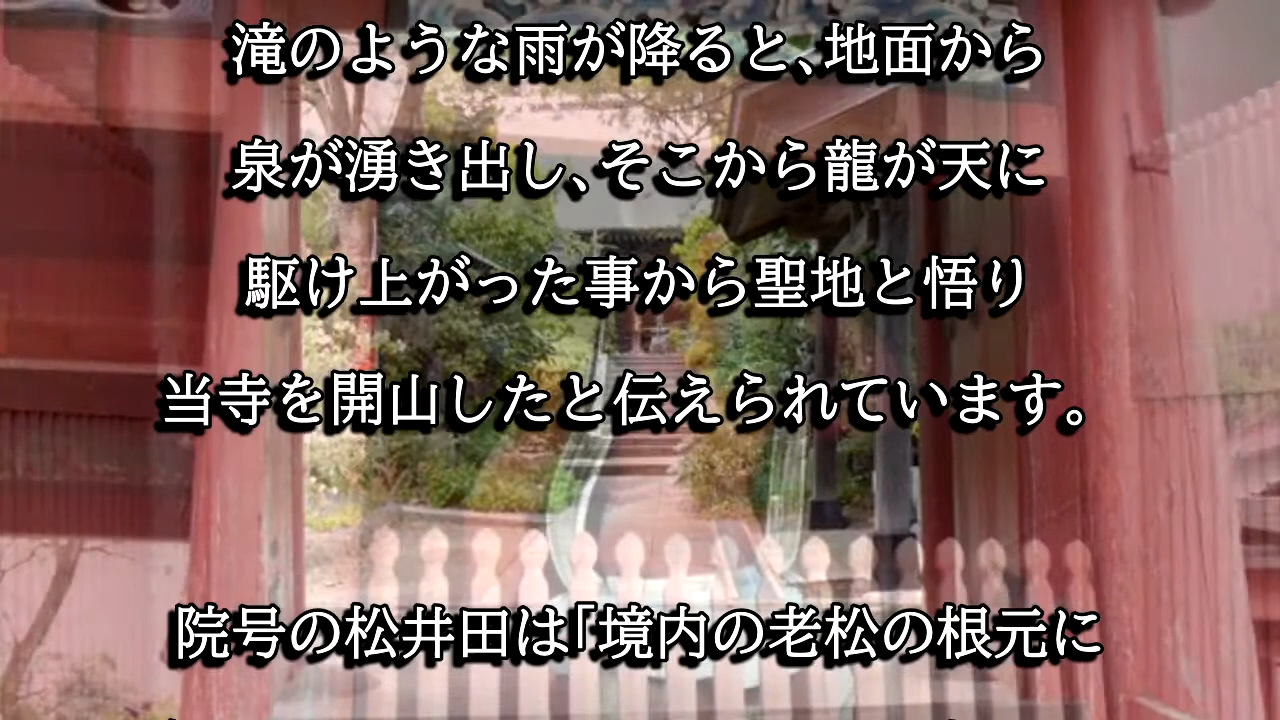 滝のような雨が降ると、地面から
泉が湧き出し、そこから龍が天に
駆け上がった事から聖地と悟り
当寺を開山したと伝えられています。
院号の松井田は「境内の老松の根元に